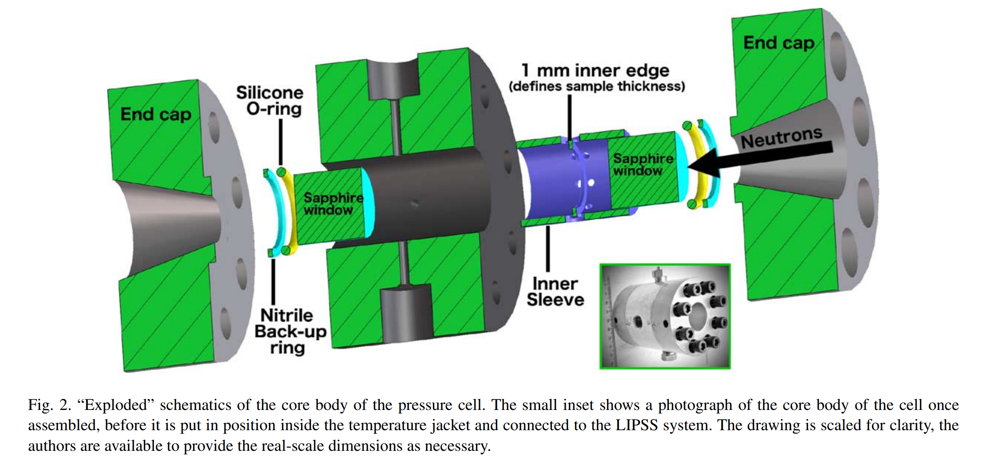 End cap
Silicone
O-ring
Sapphire
window
Nitrile
Back-up
ring
1 mm inner edge
(defines sample thickness)
Sapphire
window
Inner
Sleeve
Neutrons
End cap
Fig. 2. “Exploded” schematics of the core body of the pressure cell. The small inset shows a photograph of the core body of the cell once
assembled, before it is put in position inside the temperature jacket and connected to the LIPSS system. The drawing is scaled for clarity, the
authors are available to provide the real-scale dimensions as necessary.